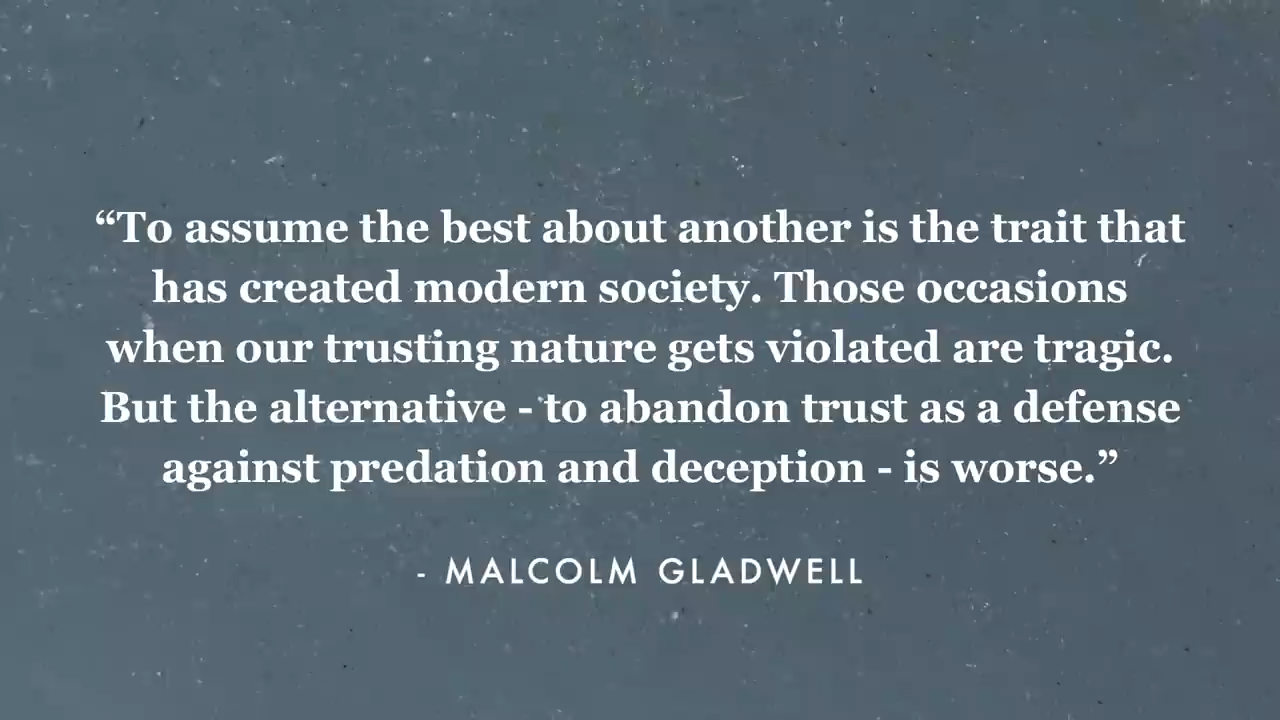 “To assume the best about another is the trait that
has created modern society. Those occasions
when our trusting nature gets violated are tragic.
But the alternative - to abandon trust as a defense
against predation and deception - is worse.”
- MALCOLM GLADWELL